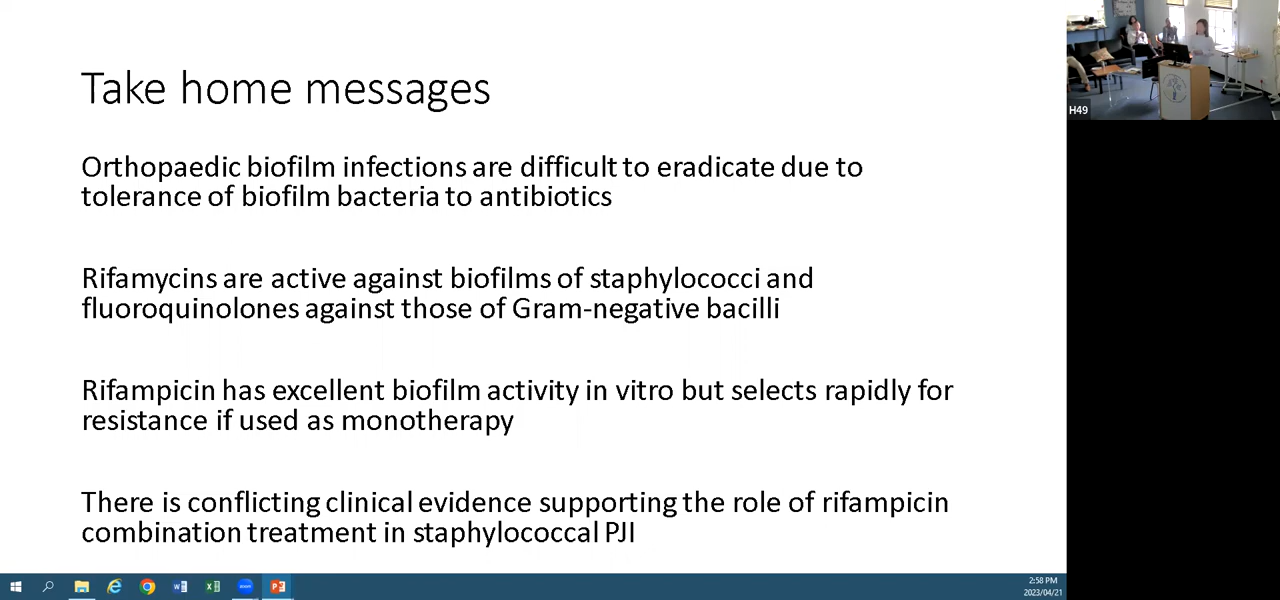 Take home messages
H49
Orthopaedic biofilm infections are difficult to eradicate due to
tolerance of biofilm bacteria to antibiotics
Rifamycins are active against biofilms of staphylococci and
fluoroquinolones against those of Gram-negative bacilli
Rifampicin has excellent biofilm activity in vitro but selects rapidly for
resistance if used as monotherapy
There is conflicting clinical evidence supporting the role of rifampicin
combination treatment in staphylococcal PJI
2:58 PM
2023/04/21